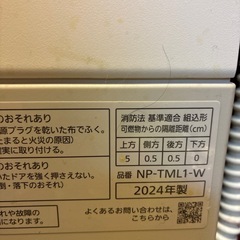 のおそれあり
源プラグを乾いた布でふく。
たまると火災の原因)
実に取り付ける。
のおそれあり
いたドアを強く押さえない。
倒・落下のおそれ)
れや故障の
消防法 基準適合 組込形
可燃物からの隔離距離(cm)
上方 側方 後方 下方
5 0.5 0.5 0
品番 NP-TML1-W
2024年製
よくあるお問い合わせは、
こちらから